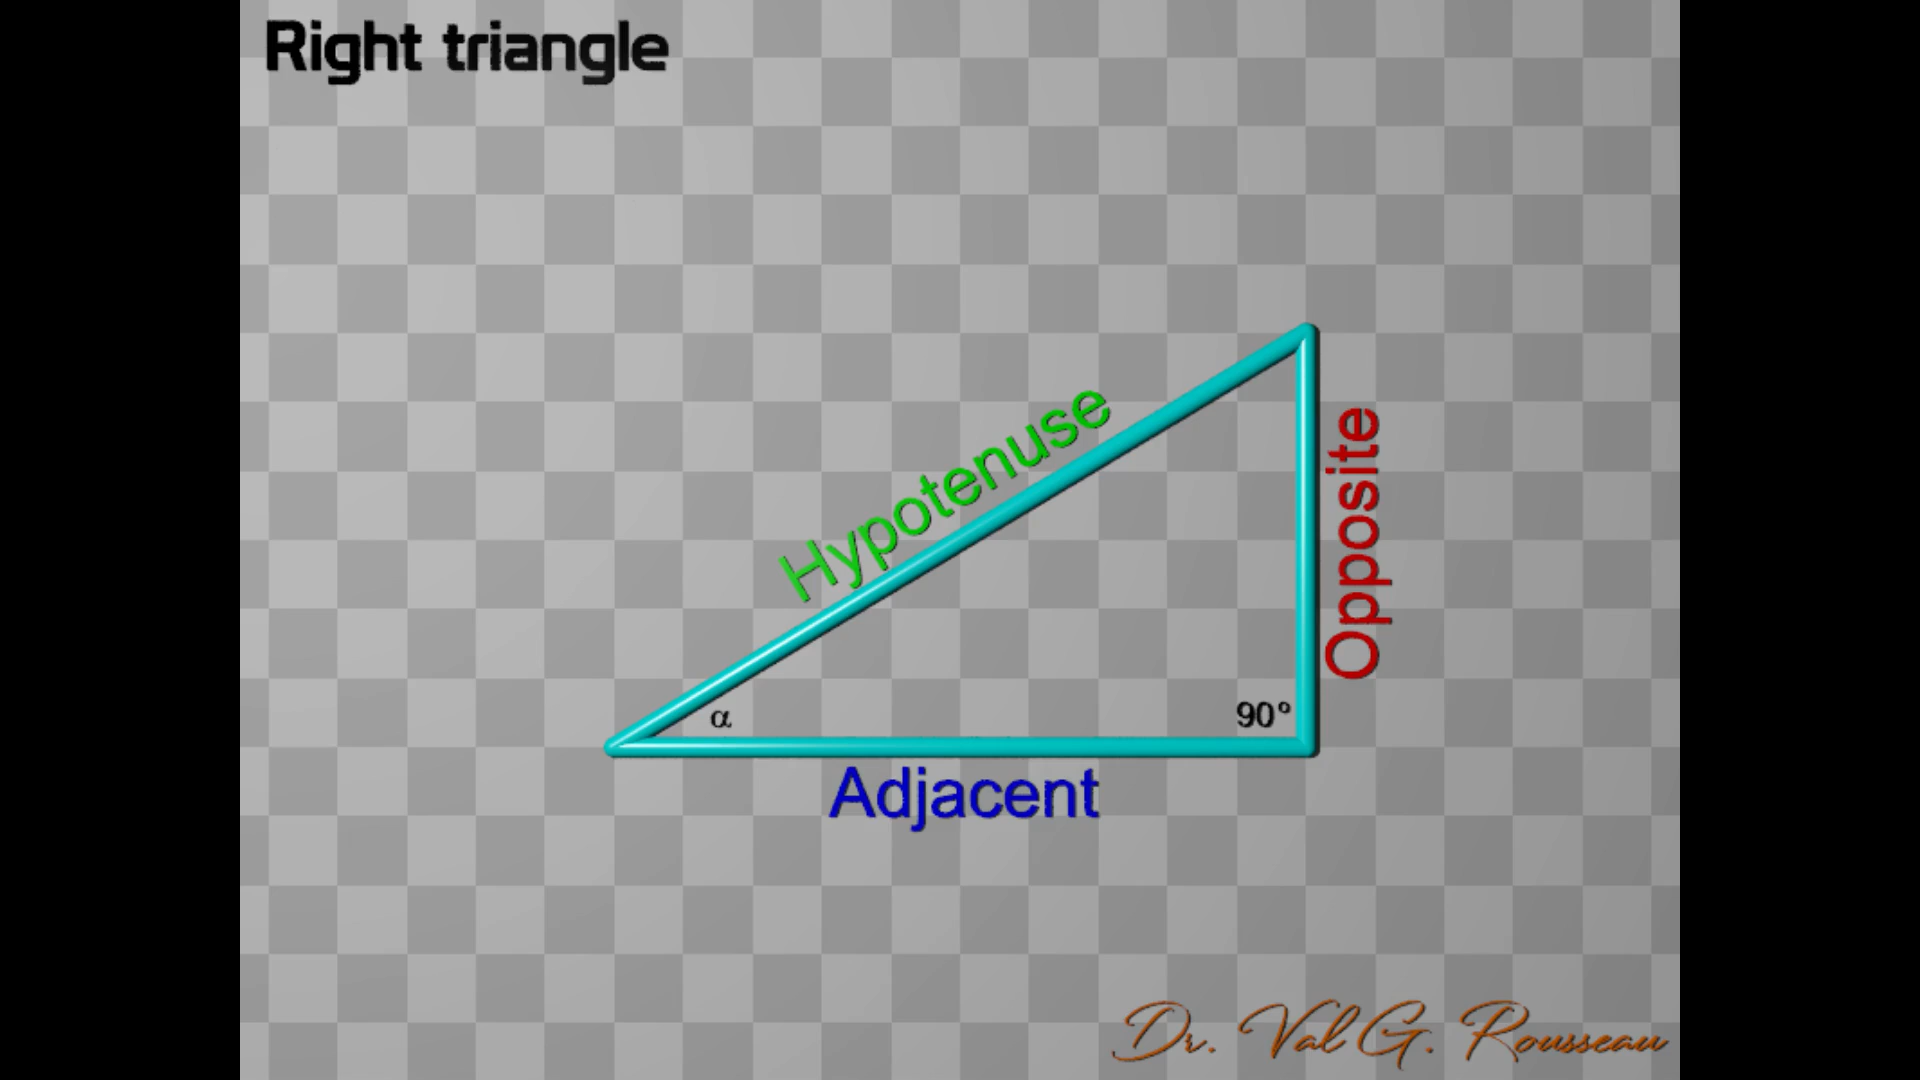 Right triangle
Hypotenuse
Opposite
α
90°
Adjacent
Dr. Val G. Rousseau